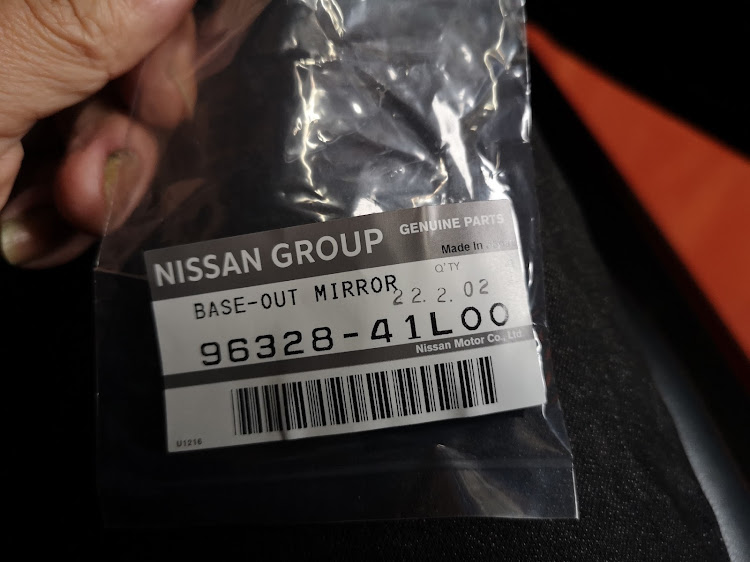 NISSAN GROUP GENUINE PARTS
Made In Japan
Q'TY
BASE-OUT MIRROR 22.2.02
96328-41L00
Nissan Motor Co., Ltd.
U1216